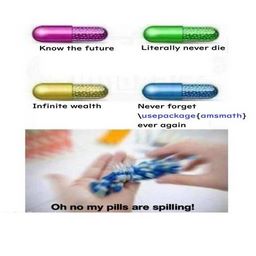 Know the future
Literally never die
Infinite wealth
Never forget
\usepackage{amsmath}
ever again
Oh no my pills are spilling!